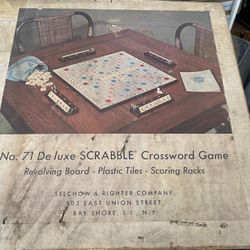 No. 71 De luxe SCRABBLE® Crossword Game
Revolving Board - Plastic Tiles - Scoring Racks
SELCHOW & RIGHTER COMPANY
505 EAST UNION STREET
BAY SHORE, L.I., N.Y.